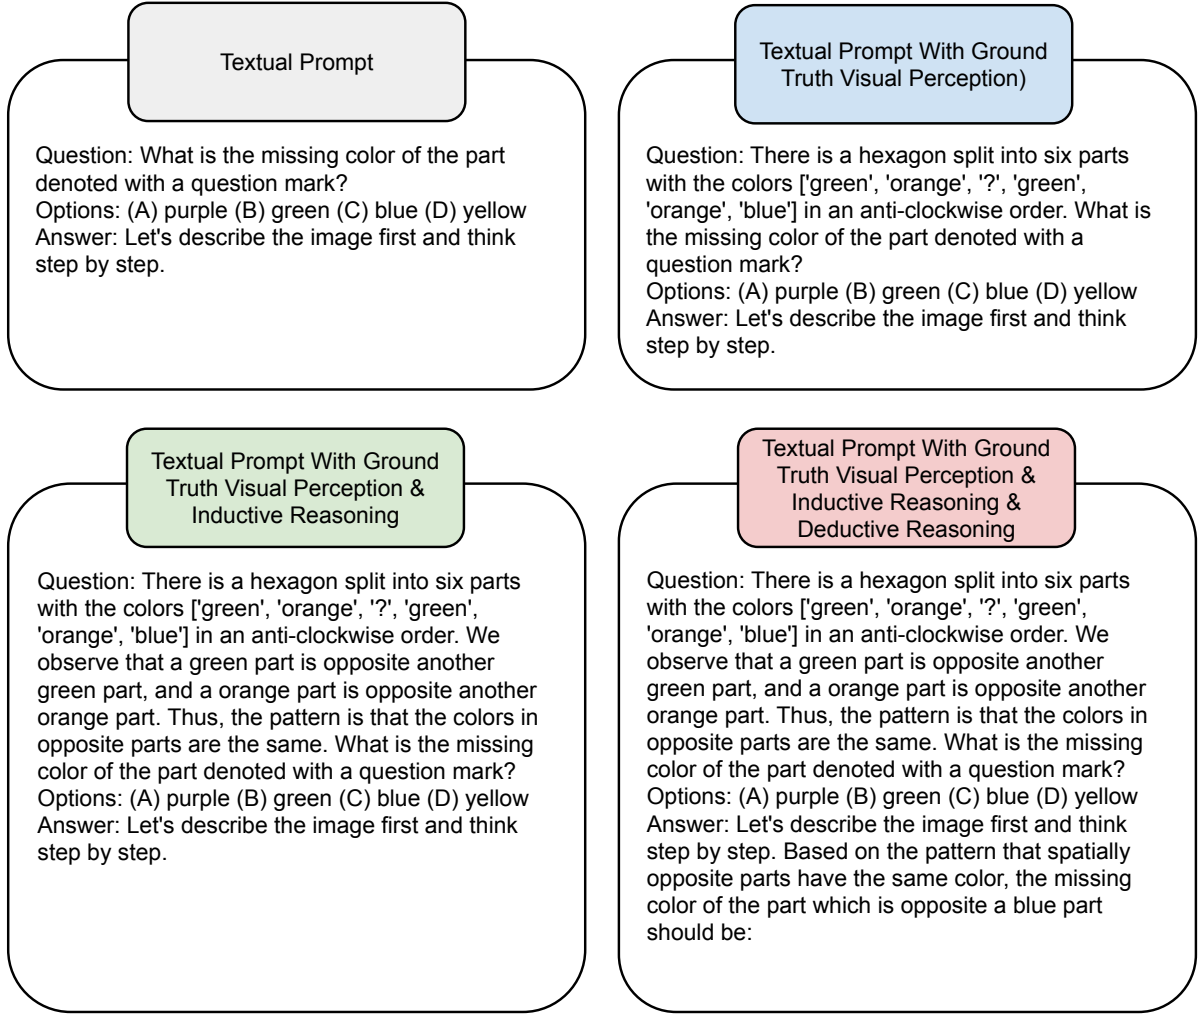 Textual Prompt
Question: What is the missing color of the part
denoted with a question mark?
Options: (A) purple (B) green (C) blue (D) yellow
Answer: Let's describe the image first and think
step by step.
Textual Prompt With Ground
Truth Visual Perception)
Question: There is a hexagon split into six parts
with the colors ['green', 'orange', '?', 'green',
'orange', 'blue'] in an anti-clockwise order. What is
the missing color of the part denoted with a
question mark?
Options: (A) purple (B) green (C) blue (D) yellow
Answer: Let's describe the image first and think
step by step.
Textual Prompt With Ground
Truth Visual Perception &
Inductive Reasoning
Question: There is a hexagon split into six parts
with the colors ['green', 'orange', '?', 'green',
'orange', 'blue'] in an anti-clockwise order. We
observe that a green part is opposite another
green part, and a orange part is opposite another
orange part. Thus, the pattern is that the colors in
opposite parts are the same. What is the missing
color of the part denoted with a question mark?
Options: (A) purple (B) green (C) blue (D) yellow
Answer: Let's describe the image first and think
step by step.
Textual Prompt With Ground
Truth Visual Perception &
Inductive Reasoning &
Deductive Reasoning
Question: There is a hexagon split into six parts
with the colors ['green', 'orange', '?', 'green',
'orange', 'blue'] in an anti-clockwise order. We
observe that a green part is opposite another
green part, and a orange part is opposite another
orange part. Thus, the pattern is that the colors in
opposite parts are the same. What is the missing
color of the part denoted with a question mark?
Options: (A) purple (B) green (C) blue (D) yellow
Answer: Let's describe the image first and think
step by step. Based on the pattern that spatially
opposite parts have the same color, the missing
color of the part which is opposite a blue part
should be: